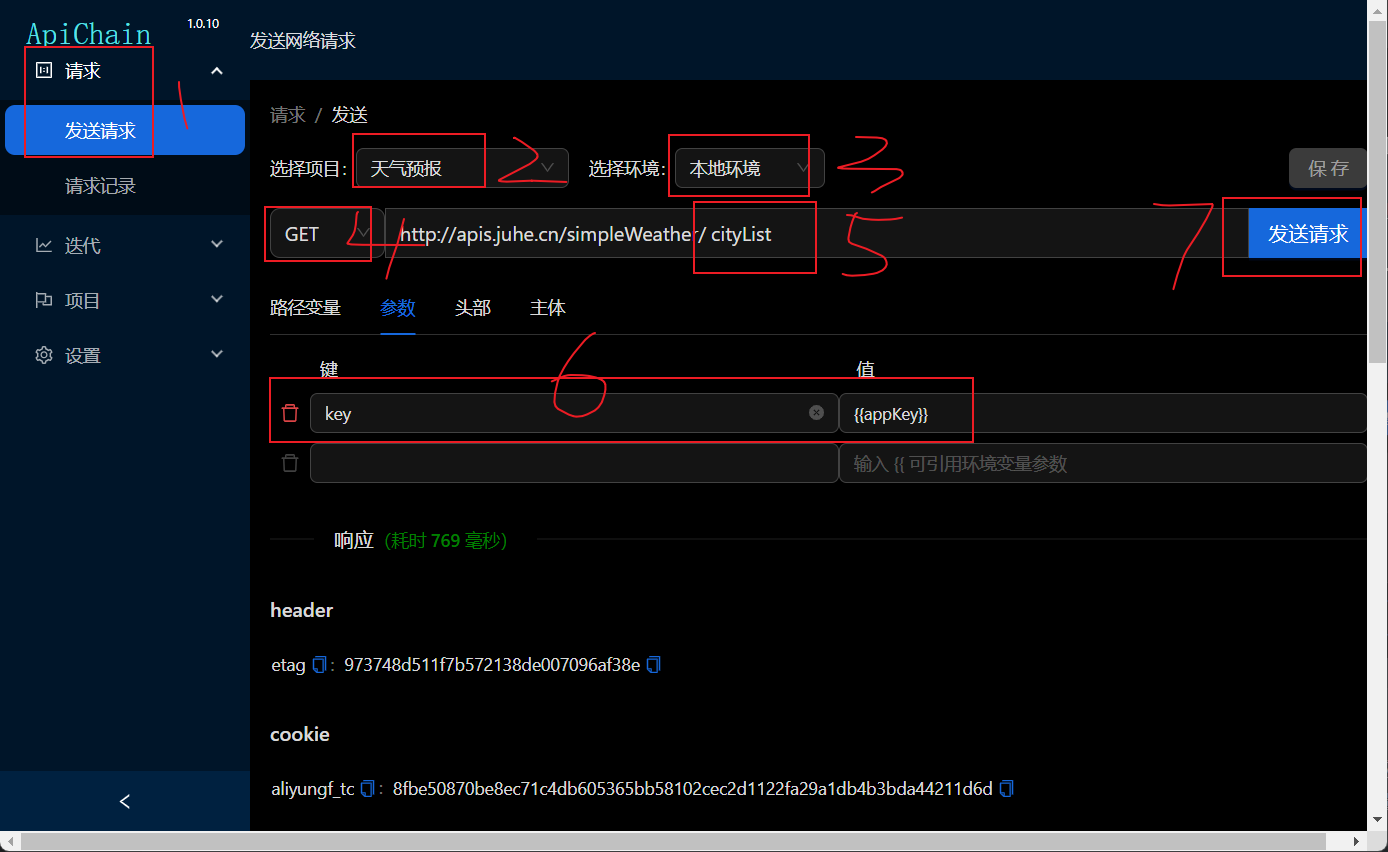 ApiChain 1.0.10
发送网络请求
请求
1
发送请求
请求记录
迭代
项目
设置
请求 / 发送
选择项目: 天气预报 2 选择环境: 本地环境 3 保存
GET 4 http://apis.juhe.cn/simpleWeather/ cityList 5 7 发送请求
路径变量 参数 头部 主体
键 值
6
key {{appKey}}
输入 {{ 可引用环境变量参数
响应 (耗时 769 毫秒)
header
etag : 973748d511f7b572138de007096af38e
cookie
aliyungf_tc : 8fbe50870be8ec71c4db605365bb58102cec2d1122fa29a1db4b3bda44211d6d